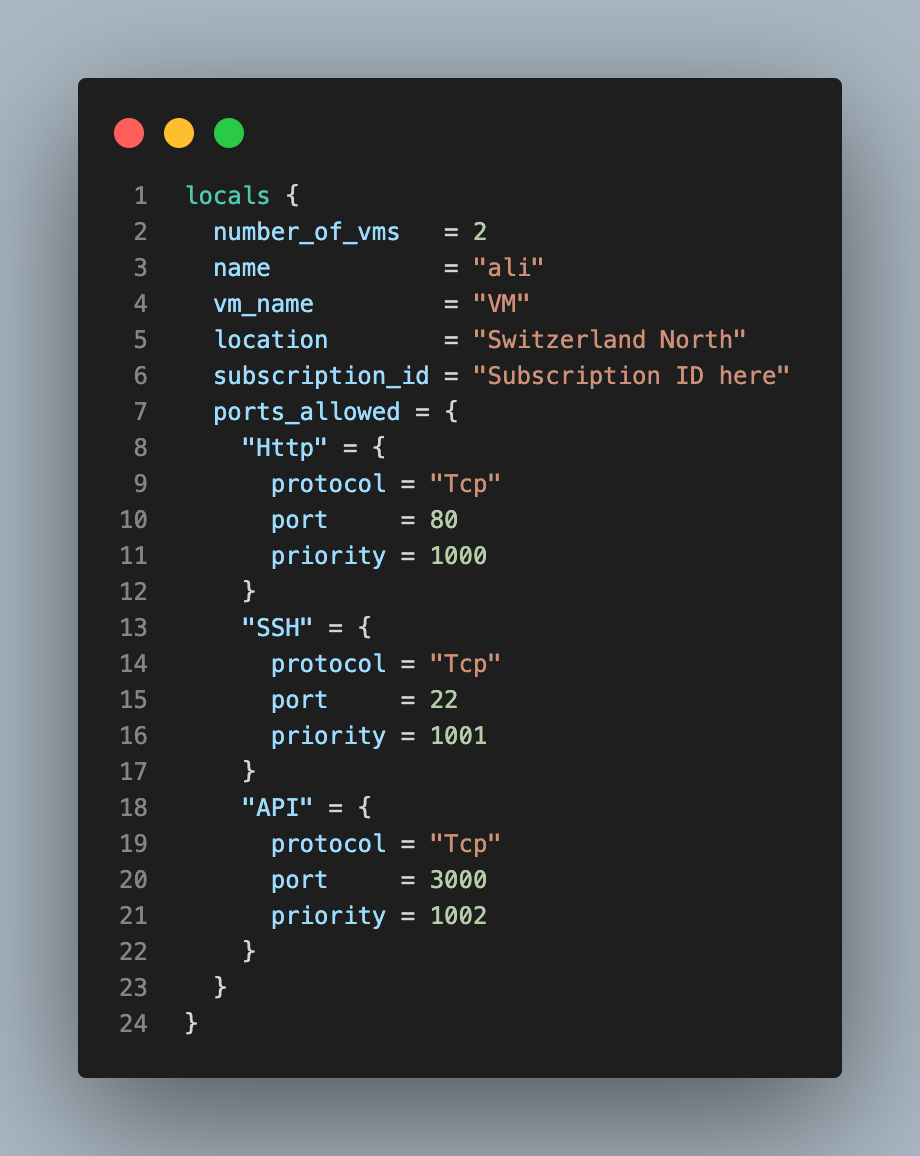 1 locals {
2   number_of_vms   = 2
3   name            = "ali"
4   vm_name         = "VM"
5   location        = "Switzerland North"
6   subscription_id = "Subscription ID here"
7   ports_allowed = {
8     "Http" = {
9       protocol = "Tcp"
10       port     = 80
11       priority = 1000
12     }
13     "SSH" = {
14       protocol = "Tcp"
15       port     = 22
16       priority = 1001
17     }
18     "API" = {
19       protocol = "Tcp"
20       port     = 3000
21       priority = 1002
22     }
23   }
24 }